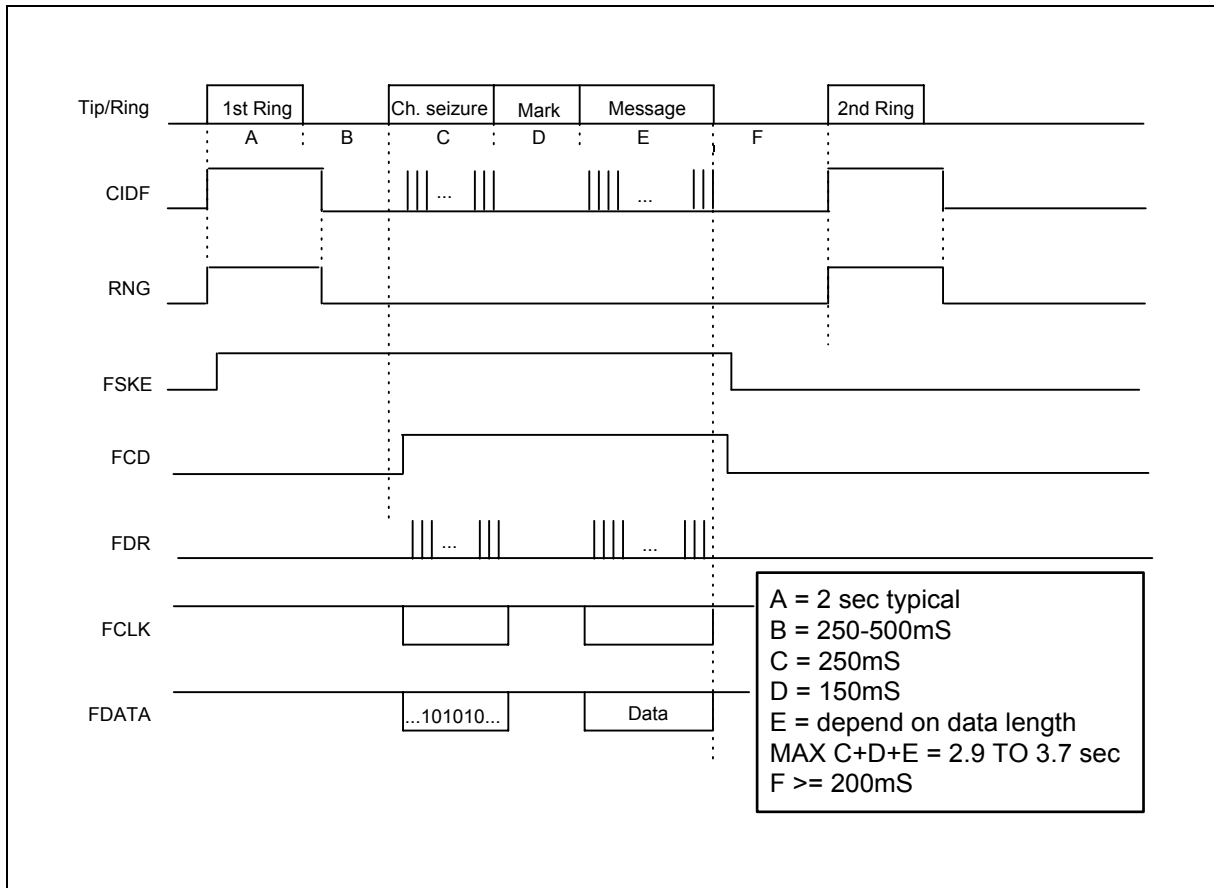 Tip/Ring 1st Ring Ch. seizure Mark Message 2nd Ring
A B C D E F
CIDF ... ...
RNG
FSKE
FCD
FDR ... ...
FCLK
FDATA ...101010... Data
A = 2 sec typical
B = 250-500mS
C = 250mS
D = 150mS
E = depend on data length
MAX C+D+E = 2.9 TO 3.7 sec
F >= 200mS